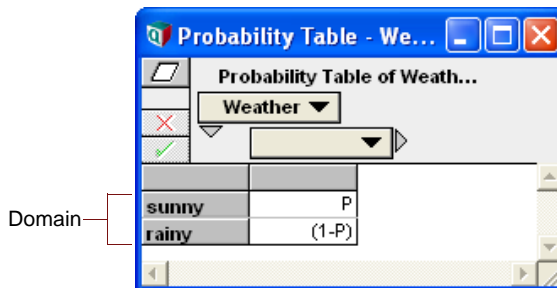 Probability Table - We...
Probability Table of Weath...
Weather
Domain
sunny P
rainy (1-P)